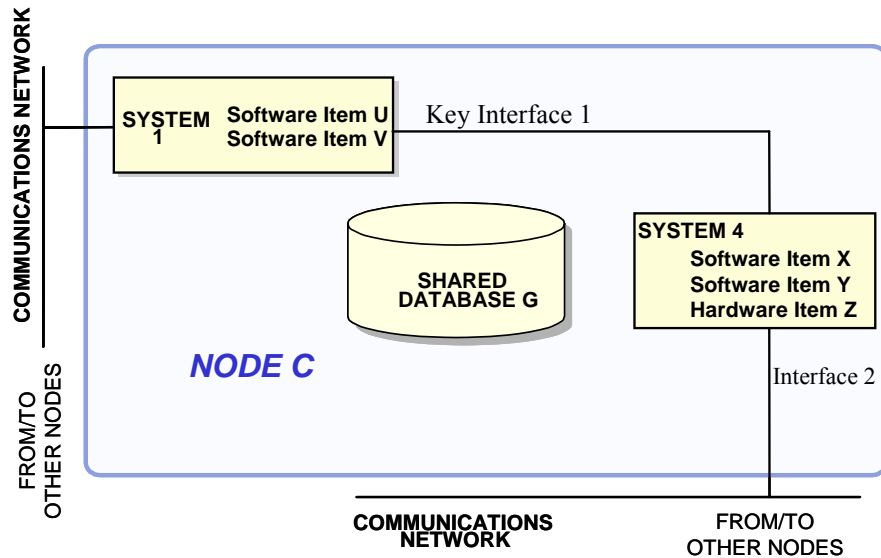 COMMUNICATIONS NETWORK
FROM/TO
OTHER NODES
SYSTEM
1
Software Item U
Software Item V
Key Interface 1
SHARED
DATABASE G
SYSTEM 4
Software Item X
Software Item Y
Hardware Item Z
NODE C
Interface 2
COMMUNICATIONS
NETWORK
FROM/TO
OTHER NODES